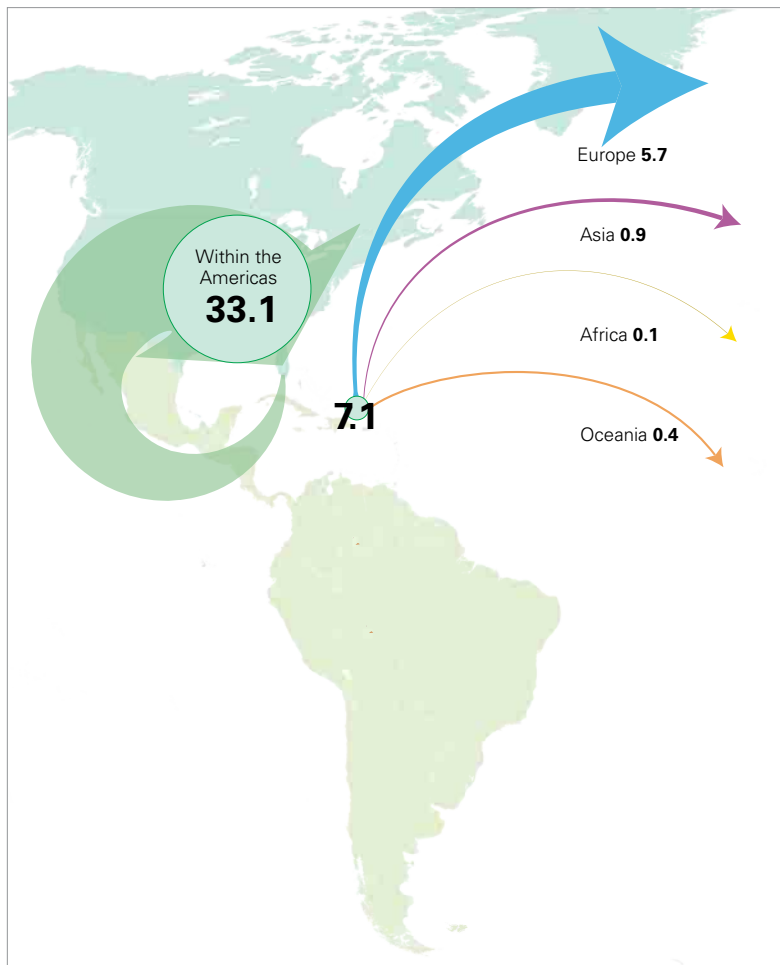 Europe 5.7
Within the
Americas
33.1
Asia 0.9
Africa 0.1
7.1
Oceania 0.4